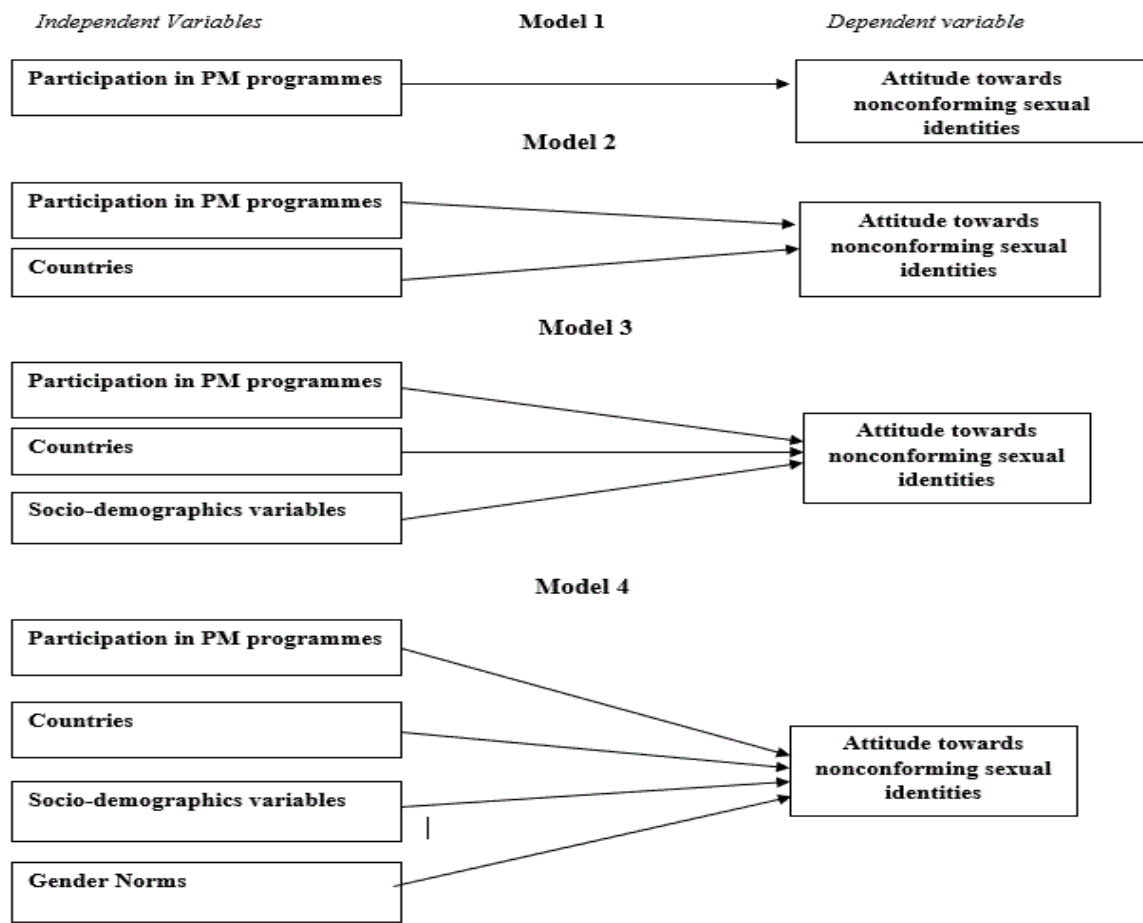 Independent Variables Model 1 Dependent variable
Participation in PM programmes
Attitude towards
nonconforming sexual
identities
Model 2
Participation in PM programmes
Countries
Attitude towards
nonconforming sexual
identities
Model 3
Participation in PM programmes
Countries
Socio-demographics variables
Attitude towards
nonconforming sexual
identities
Model 4
Participation in PM programmes
Countries
Socio-demographics variables
Gender Norms
Attitude towards
nonconforming sexual
identities